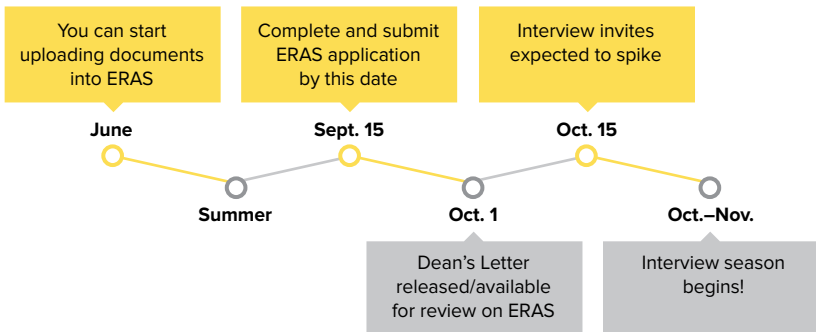 You can start
uploading documents
into ERAS
Complete and submit
ERAS application
by this date
Interview invites
expected to spike
June
Sept. 15
Oct. 15
Summer
Oct. 1
Oct.–Nov.
Dean’s Letter
released/available
for review on ERAS
Interview season
begins!